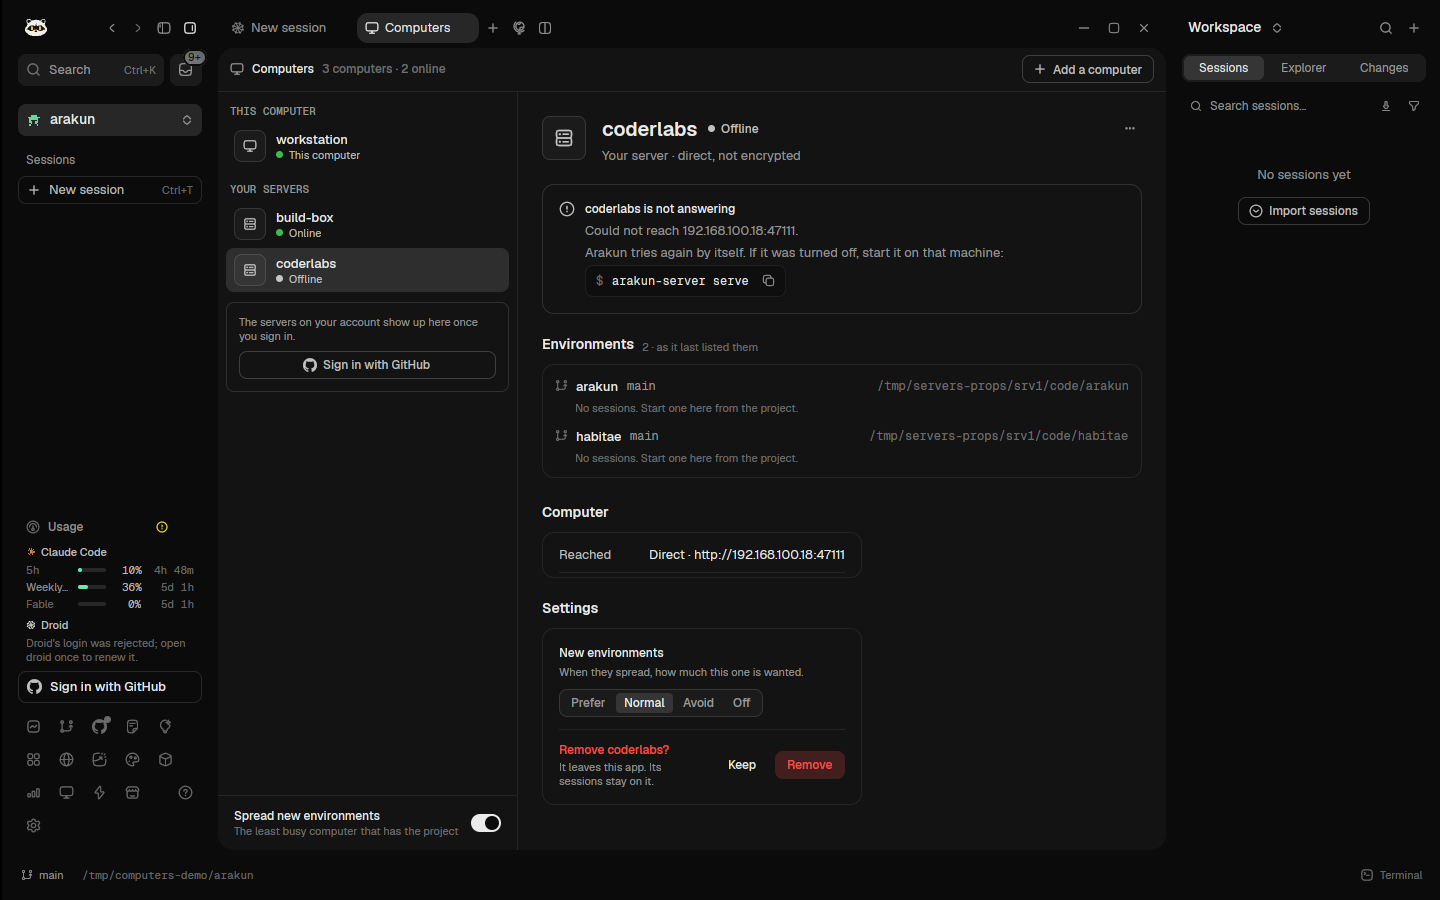 New session
Computers
Workspace
Search
Ctrl+K
9+
Computers
3 computers · 2 online
Add a computer
Sessions
Explorer
Changes
arakun
Search sessions...
Sessions
New session
Ctrl+T
THIS COMPUTER
workstation
This computer
YOUR SERVERS
build-box
Online
coderlabs
Offline
The servers on your account show up here once
you sign in.
Sign in with GitHub
coderlabs
Offline
Your server · direct, not encrypted
coderlabs is not answering
Could not reach 192.168.100.18:47111.
Arakun tries again by itself. If it was turned off, start it on that machine:
$ arakun-server serve
Environments
2 · as it last listed them
arakun main
/tmp/servers-props/srv1/code/arakun
No sessions. Start one here from the project.
habitae main
/tmp/servers-props/srv1/code/habitae
No sessions. Start one here from the project.
Computer
Reached
Direct · http://192.168.100.18:47111
Settings
New environments
When they spread, how much this one is wanted.
Prefer
Normal
Avoid
Off
Remove coderlabs?
It leaves this app. Its
sessions stay on it.
Keep
Remove
No sessions yet
Import sessions
Usage
Claude Code
5h 10% 4h 48m
Weekly... 36% 5d 1h
Fable 0% 5d 1h
Droid
Droid's login was rejected; open
droid once to renew it.
Sign in with GitHub
Spread new environments
The least busy computer that has the project
main
/tmp/computers-demo/arakun
Terminal